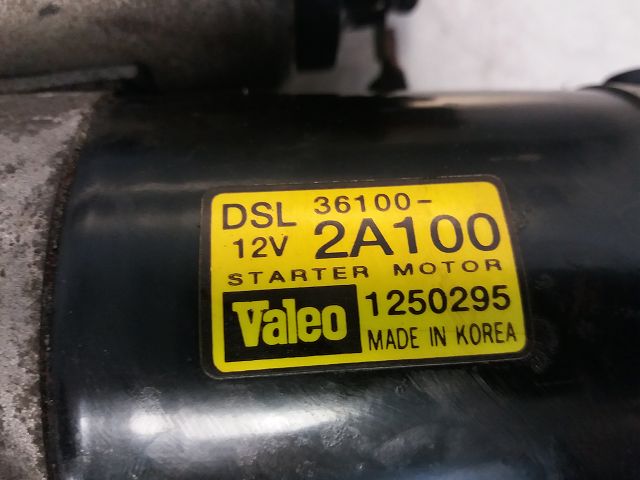 DSL 36100-
12V 2A100
STARTER MOTOR
Valeo 1250295
MADE IN KOREA